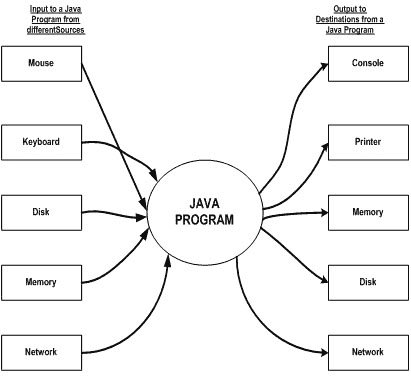 Input to a Java
Program from
differentSources
Output to
Destinations from a
Java Program
Mouse
Keyboard
Disk
Memory
Network
JAVA
PROGRAM
Console
Printer
Memory
Disk
Network